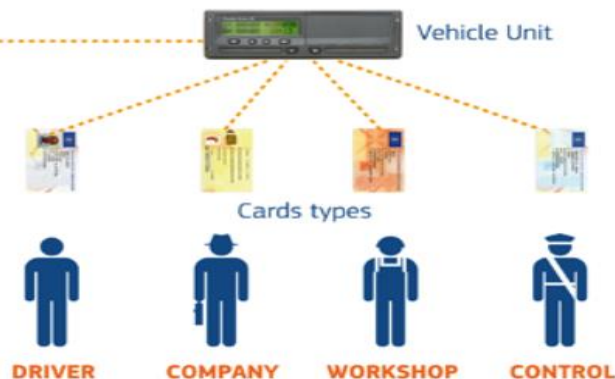 Vehicle Unit
Cards types
DRIVER
COMPANY
WORKSHOP
CONTROL